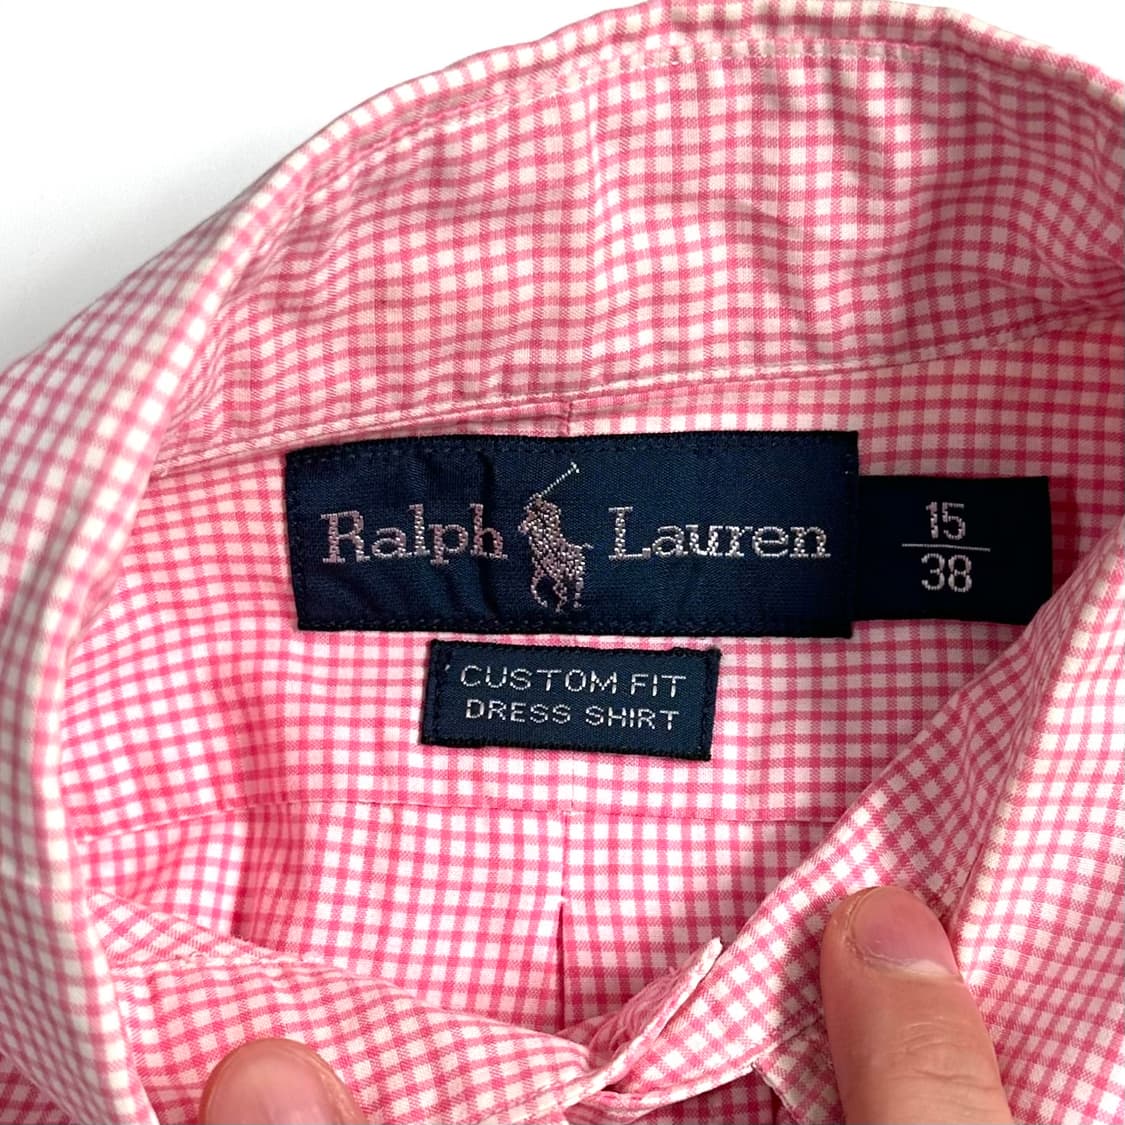 Ralph Lauren
15
38
CUSTOM FIT
DRESS SHIRT